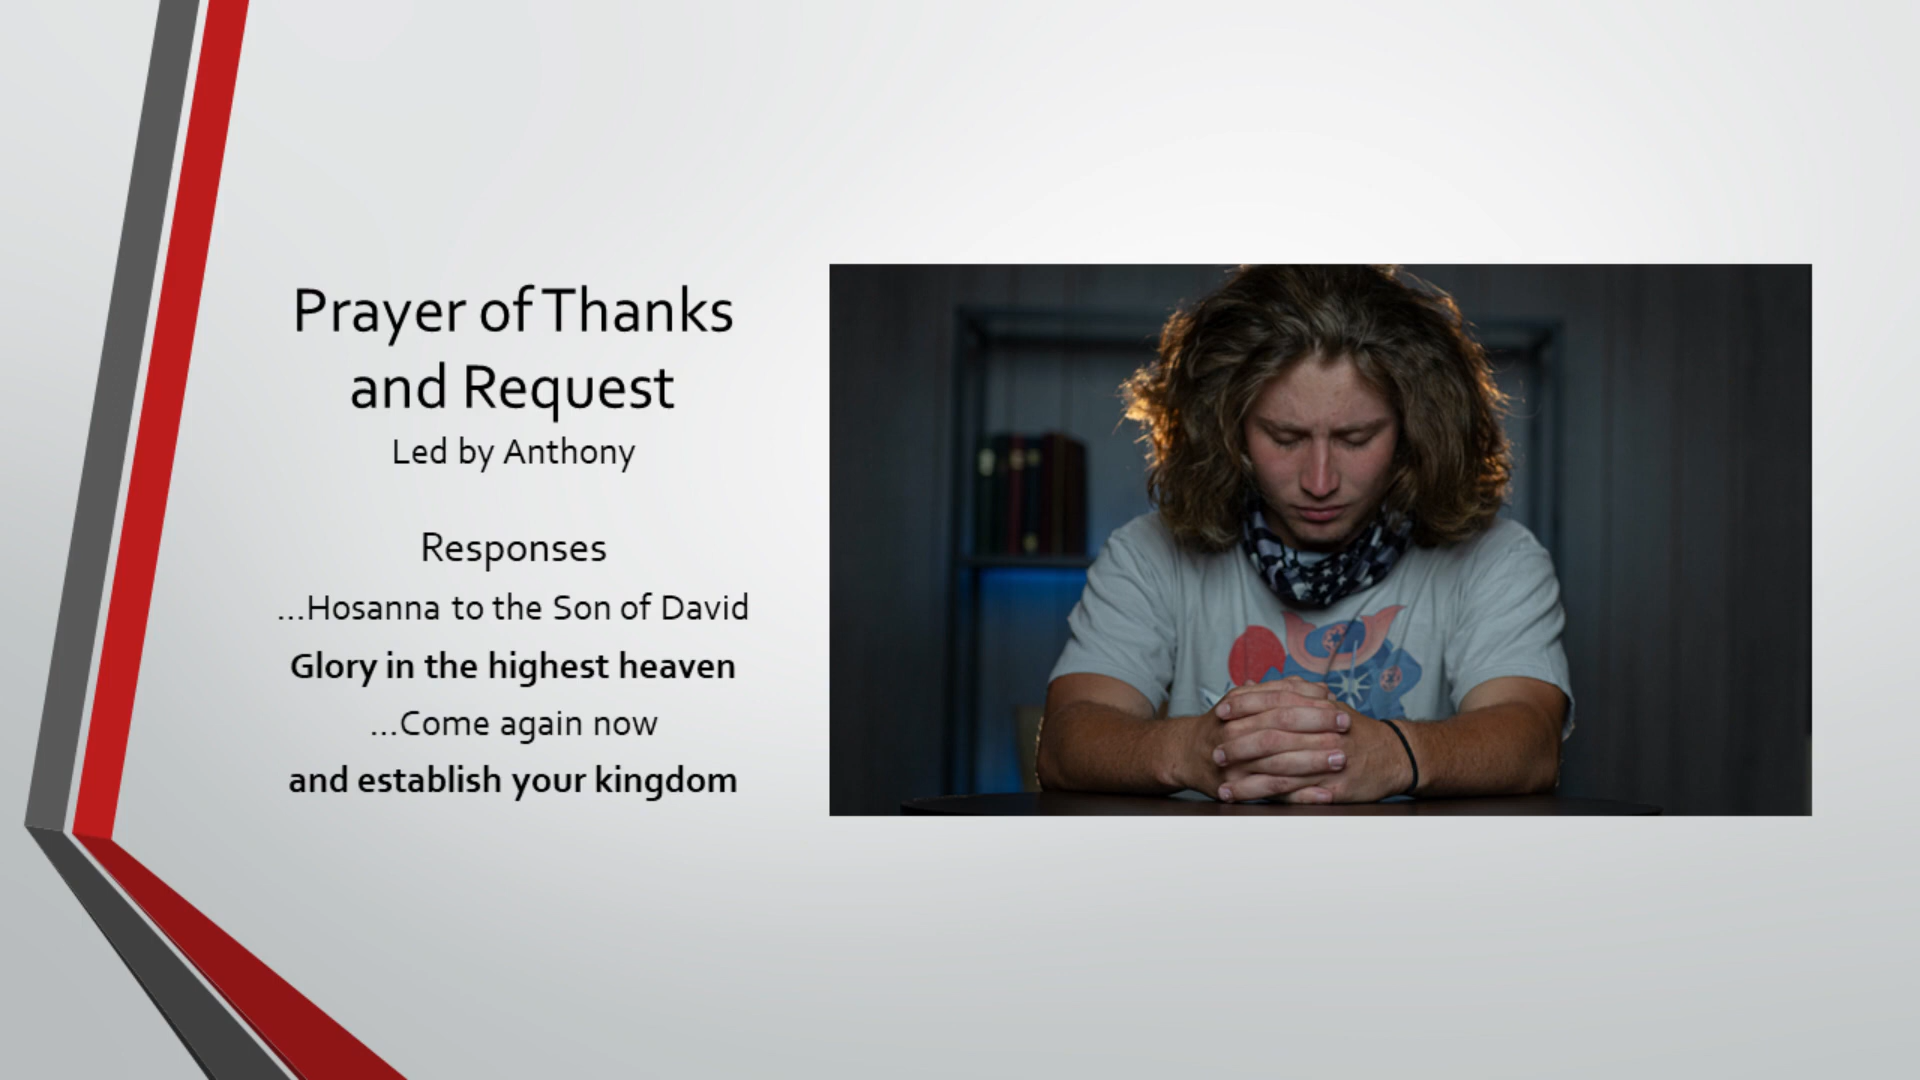 Prayer of Thanks
and Request
Led by Anthony
Responses
...Hosanna to the Son of David
Glory in the highest heaven
...Come again now
and establish your kingdom